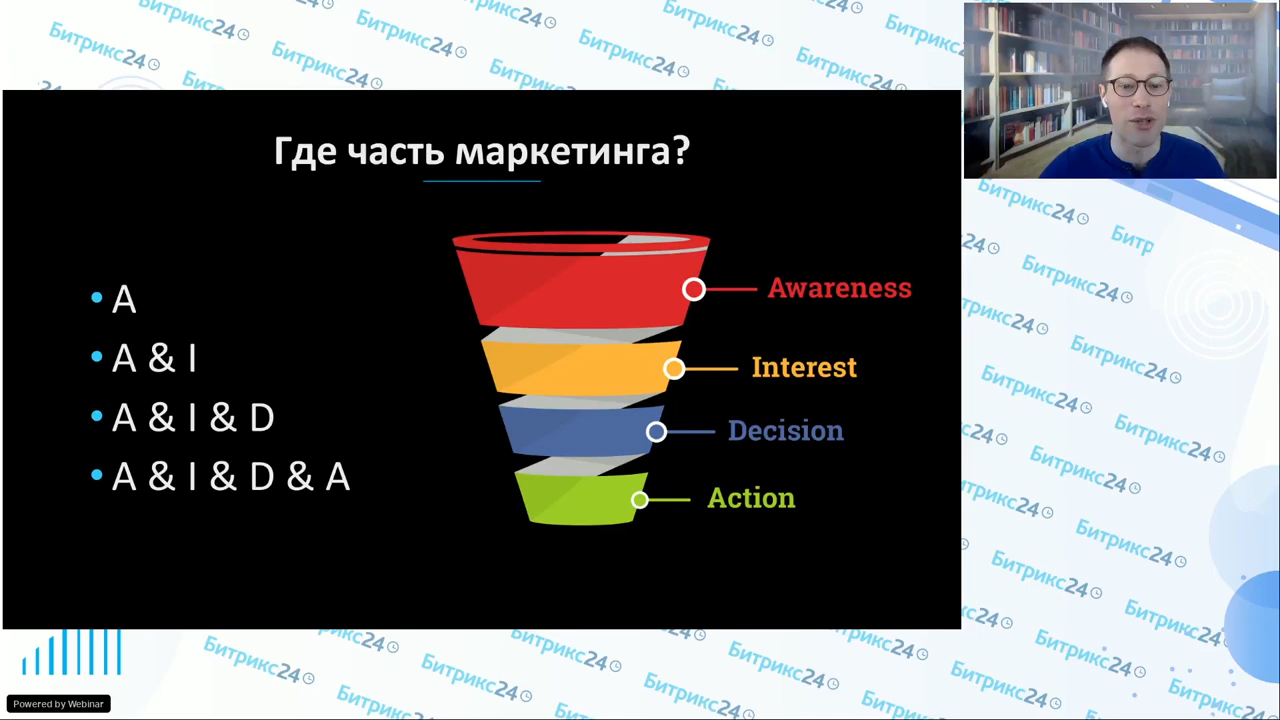 Где часть маркетинга?
• A
• A & I
• A & I & D
• A & I & D & A
Awareness
Interest
Decision
Action
Битрикс24
Powered by Webinar